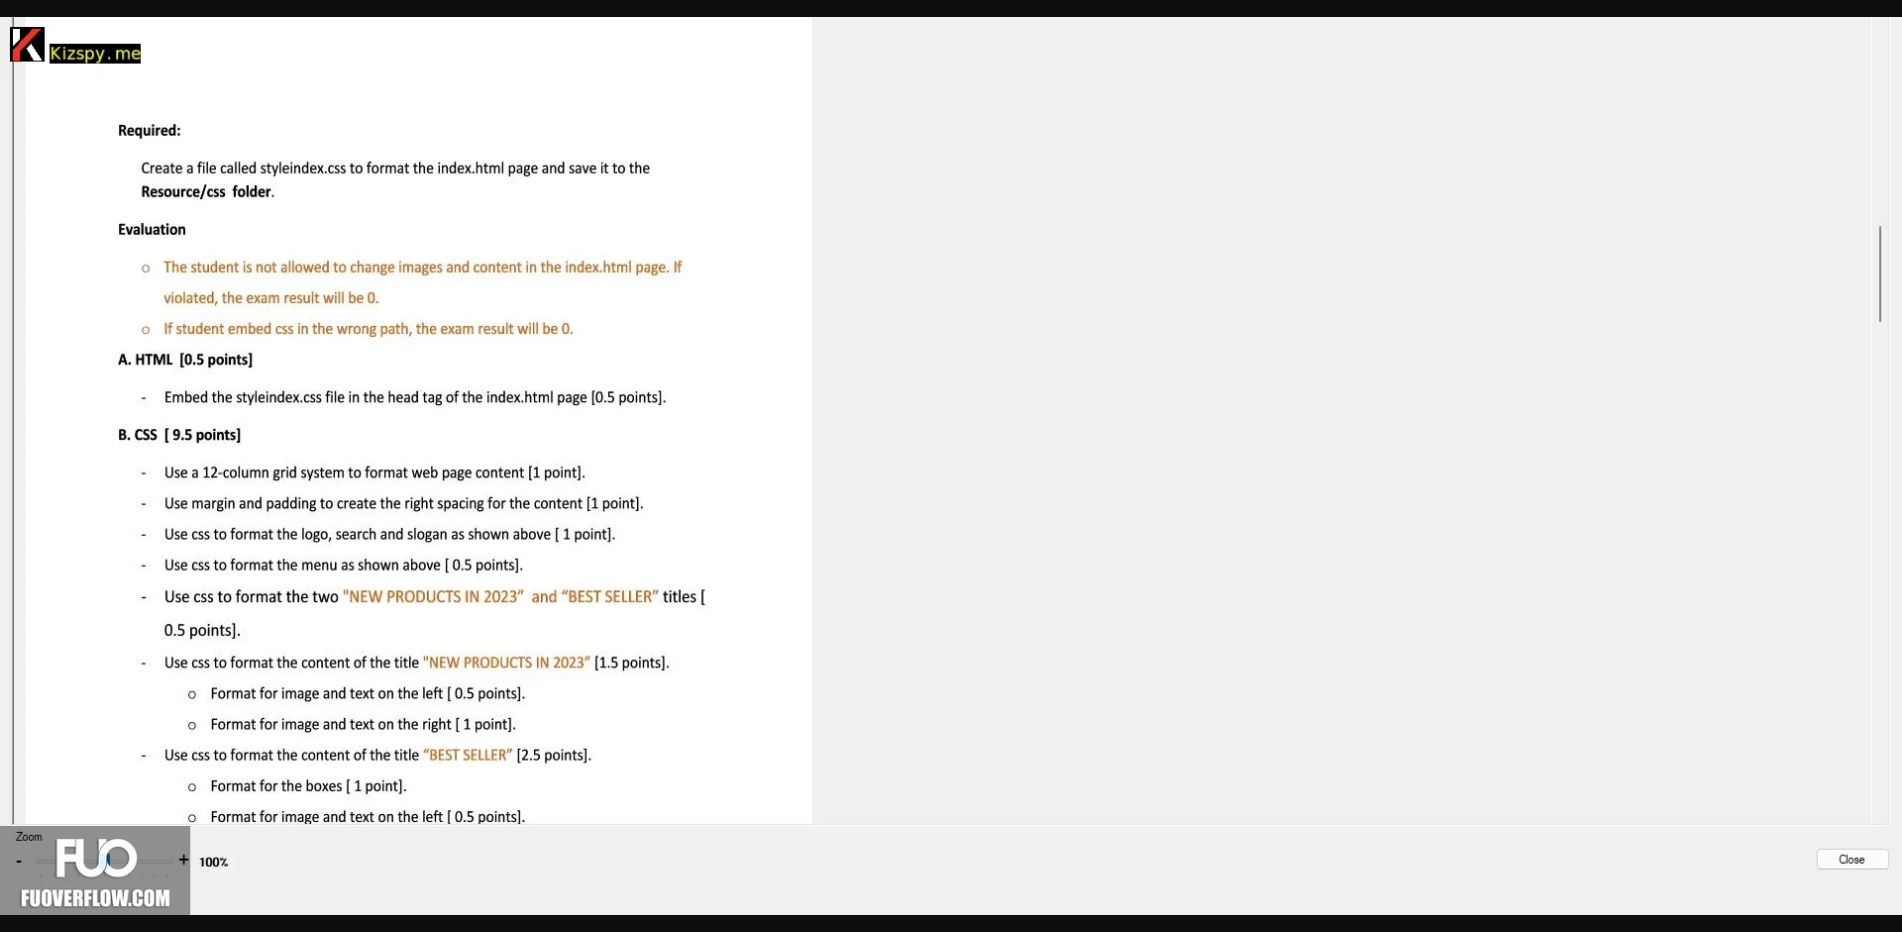 Kizspy.me
Required:
Create a file called styleindex.css to format the index.html page and save it to the
Resource/css folder.
Evaluation
o The student is not allowed to change images and content in the index.html page. If
violated, the exam result will be 0.
o If student embed css in the wrong path, the exam result will be 0.
A. HTML [0.5 points]
- Embed the styleindex.css file in the head tag of the index.html page [0.5 points].
B. CSS [ 9.5 points]
- Use a 12-column grid system to format web page content [1 point].
- Use margin and padding to create the right spacing for the content [1 point].
- Use css to format the logo, search and slogan as shown above [ 1 point].
- Use css to format the menu as shown above [ 0.5 points].
- Use css to format the two "NEW PRODUCTS IN 2023” and “BEST SELLER” titles [
0.5 points].
- Use css to format the content of the title "NEW PRODUCTS IN 2023” [1.5 points].
o Format for image and text on the left [ 0.5 points].
o Format for image and text on the right [ 1 point].
- Use css to format the content of the title “BEST SELLER” [2.5 points].
o Format for the boxes [ 1 point].
o Format for image and text on the left [ 0.5 points].
Zoom
- + 100%
FUO
FUOVERFLOW.COM
Close